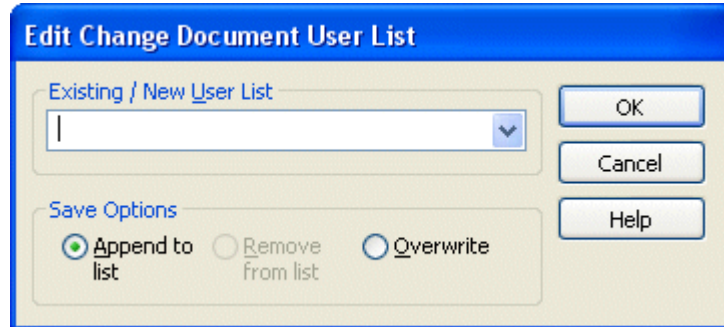 Edit Change Document User List
Existing / New User List
OK
Cancel
Save Options
Help
Append to
list
Remove
from list
Overwrite